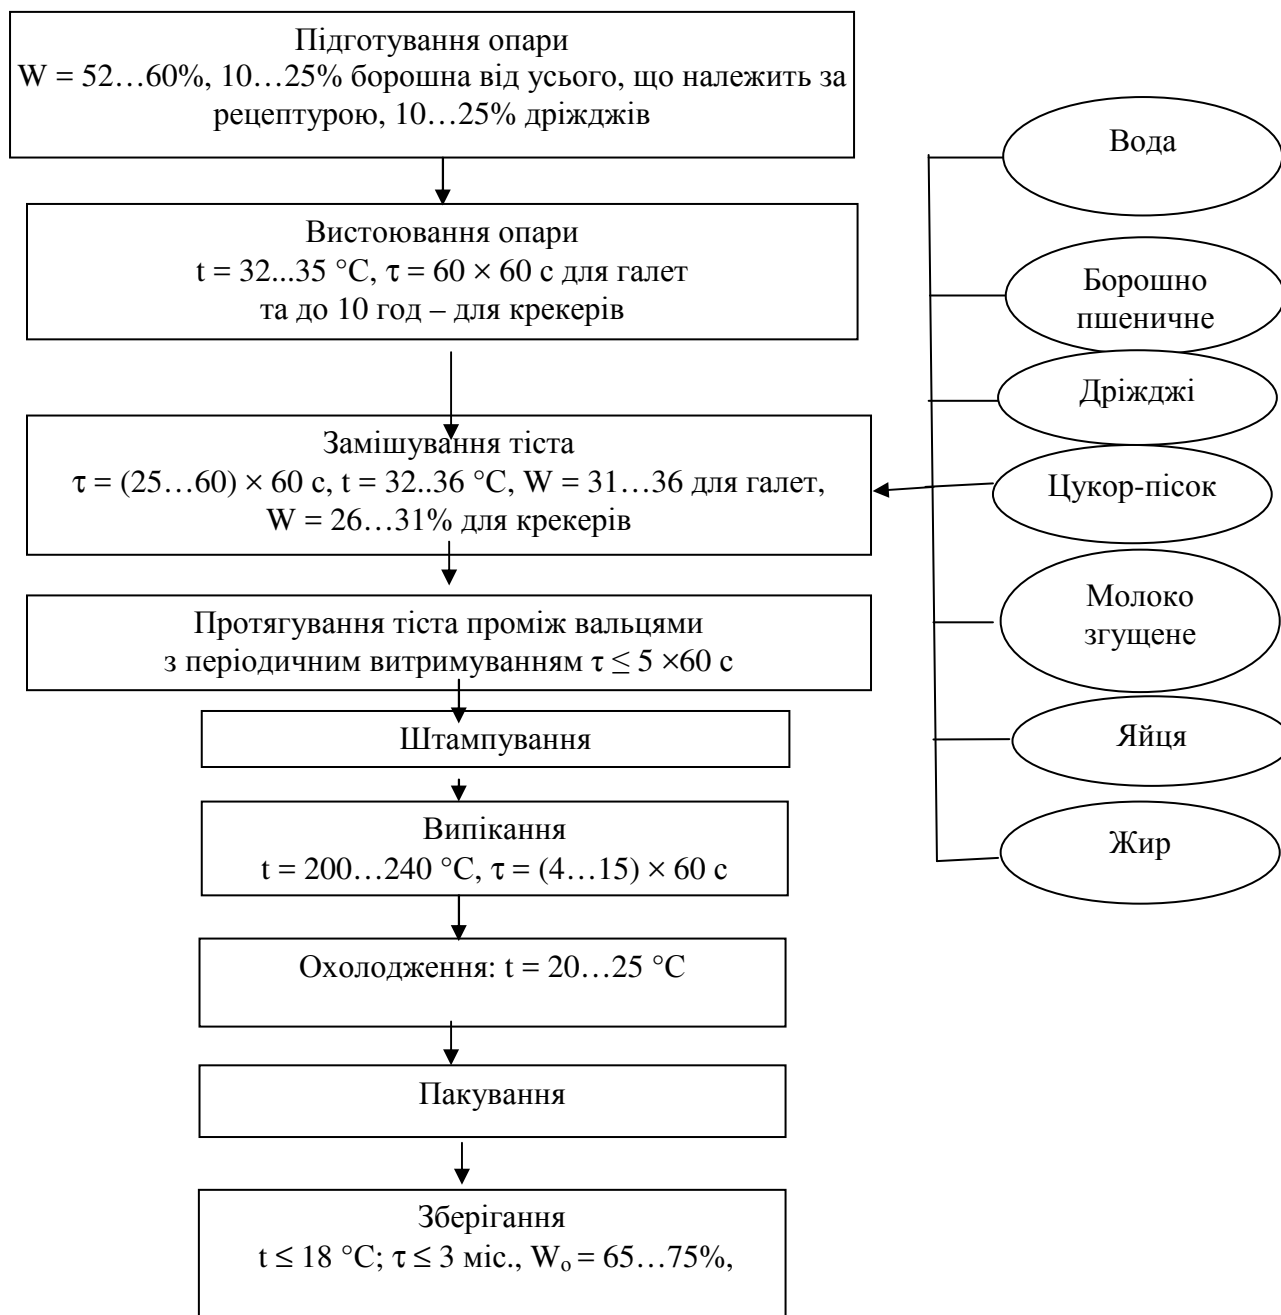 Підготування опари
W = 52…60%, 10…25% борошна від усього, що належить за
рецептурою, 10…25% дріжджів
Вистоювання опари
t = 32...35 °С, τ = 60 × 60 с для галет
та до 10 год – для крекерів
Замішування тіста
τ = (25…60) × 60 с, t = 32..36 °С, W = 31…36 для галет,
W = 26…31% для крекерів
Протягування тіста проміж вальцями
з періодичним витримуванням τ ≤ 5 ×60 с
Штампування
Випікання
t = 200…240 °С, τ = (4…15) × 60 с
Охолодження: t = 20…25 °С
Пакування
Зберігання
t ≤ 18 °С; τ ≤ 3 міс., Wо = 65…75%,
Вода
Борошно
пшеничне
Дріжджі
Цукор-пісок
Молоко
згущене
Яйця
Жир